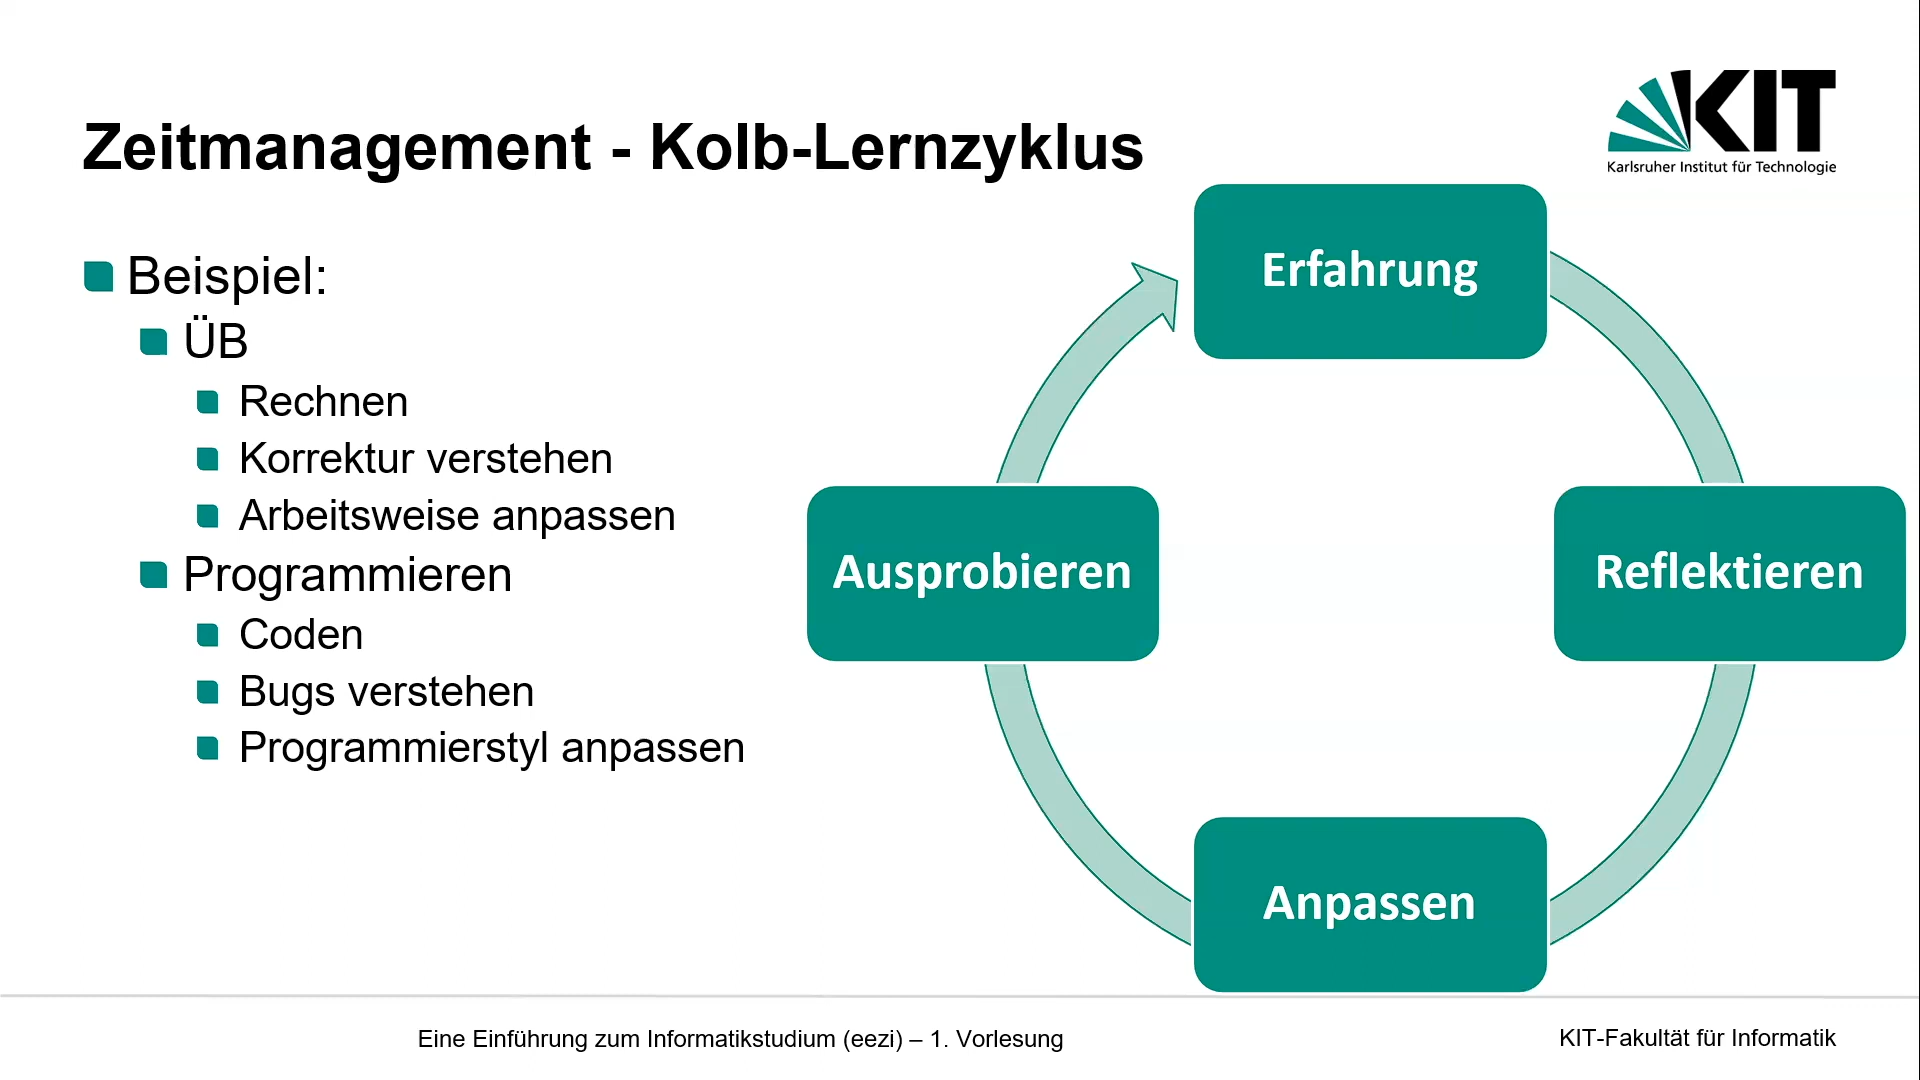 KIT
Karlsruher Institut für Technologie
Zeitmanagement - Kolb-Lernzyklus
Beispiel:
ÜB
Rechnen
Korrektur verstehen
Arbeitsweise anpassen
Programmieren
Coden
Bugs verstehen
Programmierstyl anpassen
Erfahrung
Reflektieren
Anpassen
Ausprobieren
Eine Einführung zum Informatikstudium (eezi) – 1. Vorlesung
KIT-Fakultät für Informatik